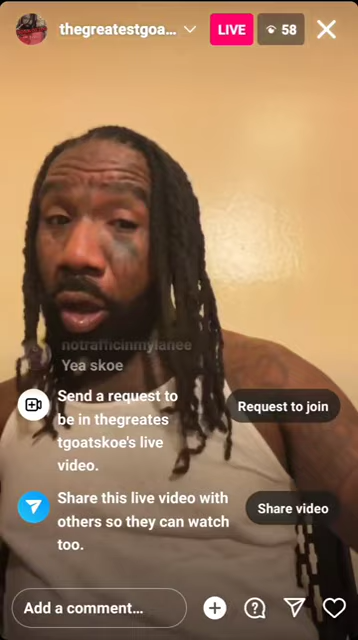 thegreatestgoa...
LIVE
58
notrafficinmylanee
Yea skoe
Send a request to
be in thegreates
tgoatskoe's live
video.
Request to join
Share this live video with
others so they can watch
too.
Share video
Add a comment...